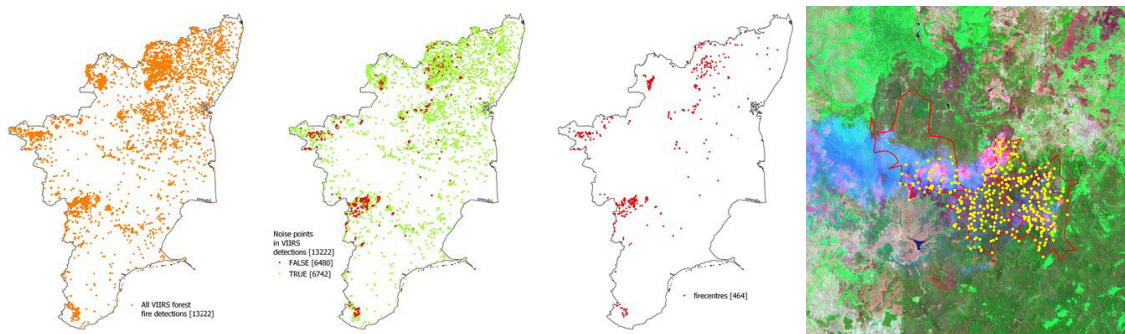 All VIIRS forest
fire detections [13222]
Noise points
in VIIRS
detections [13222]
FALSE [6480]
TRUE [6742]
firecentres [464]